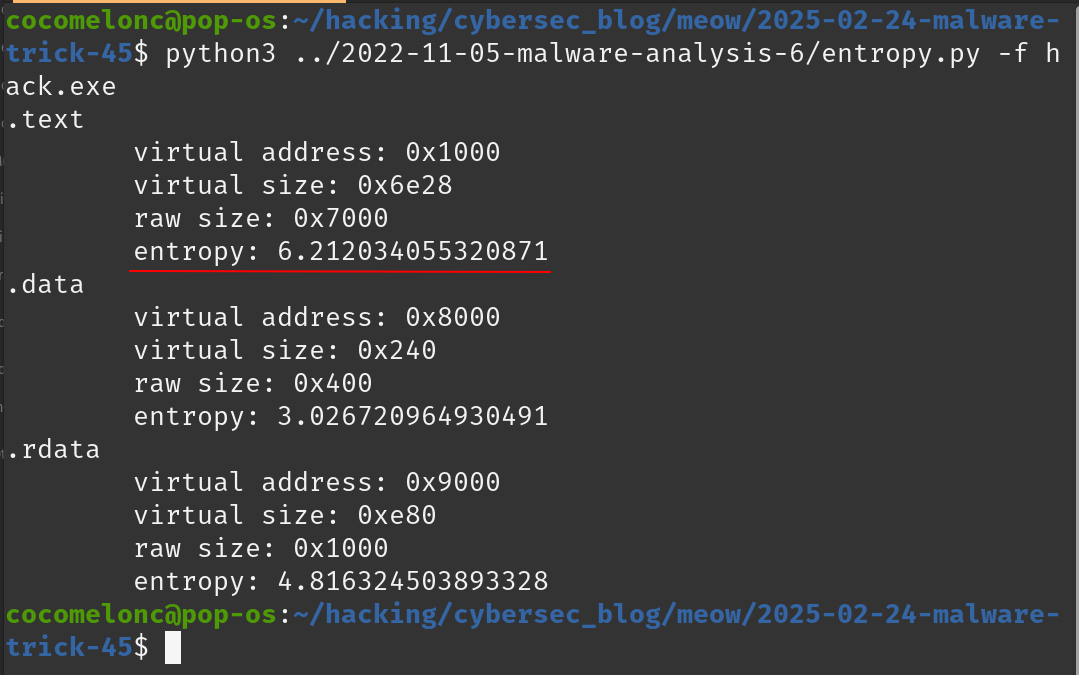 cocomelonc@pop-os:~/hacking/cybersec_blog/meow/2025-02-24-malware-
trick-45$ python3 ../2022-11-05-malware-analysis-6/entropy.py -f h
ack.exe
.text
virtual address: 0x1000
virtual size: 0x6e28
raw size: 0x7000
entropy: 6.212034055320871
.data
virtual address: 0x8000
virtual size: 0x240
raw size: 0x400
entropy: 3.026720964930491
.rdata
virtual address: 0x9000
virtual size: 0xe80
raw size: 0x1000
entropy: 4.816324503893328
cocomelonc@pop-os:~/hacking/cybersec_blog/meow/2025-02-24-malware-
trick-45$